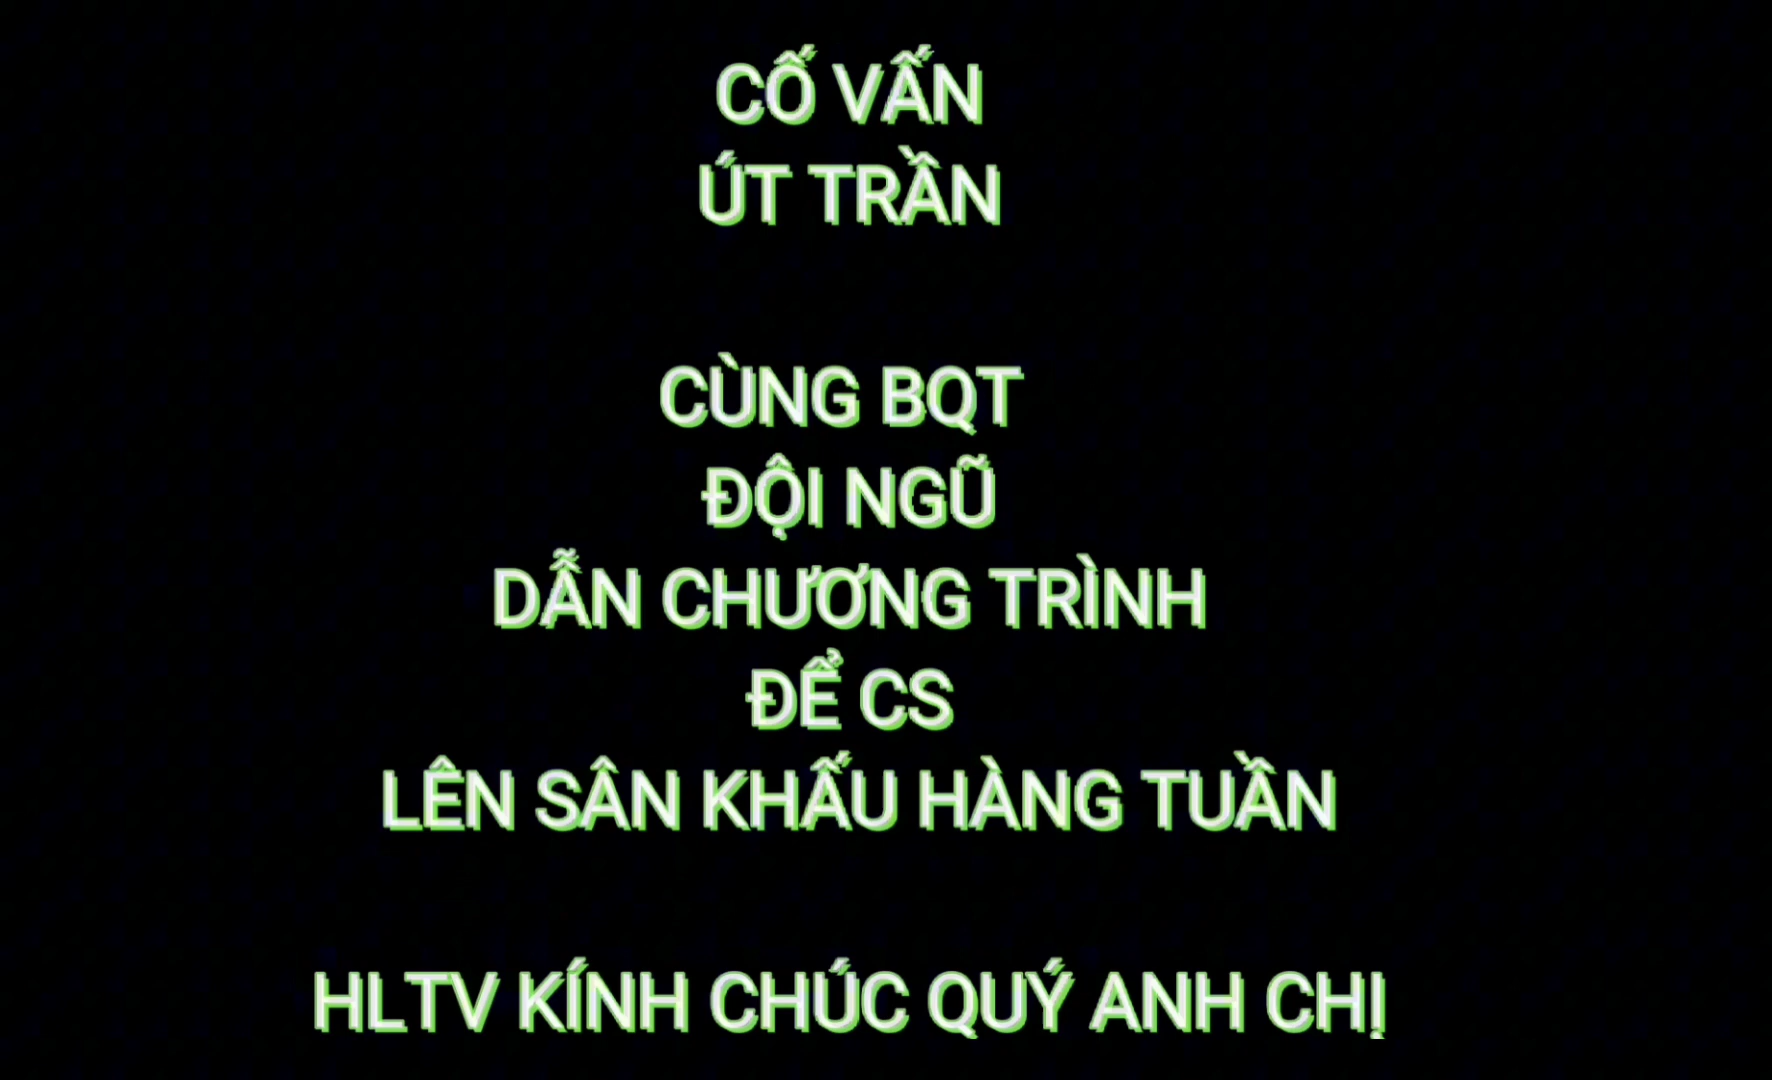 CỐ VẤN
ÚT TRẦN
CÙNG BQT
ĐỘI NGŨ
DẪN CHƯƠNG TRÌNH
ĐỂ CS
LÊN SÂN KHẤU HÀNG TUẦN
HLTV KÍNH CHÚC QUÝ ANH CHỊ